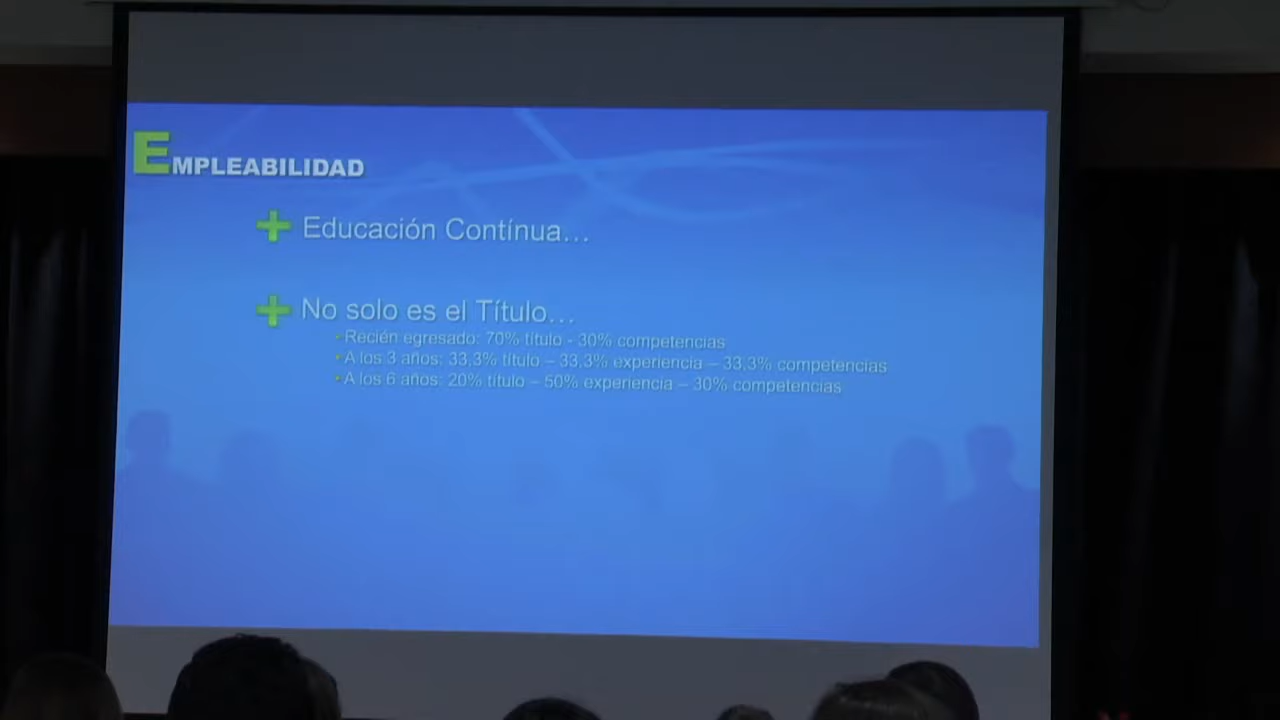 EMPLEABILIDAD
Educación Contínua...
No solo es el Título...
Recién egresado: 70% título - 30% competencias
A los 3 años: 33,3% título – 33,3% experiencia – 33,3% competencias
A los 6 años: 20% título – 50% experiencia – 30% competencias